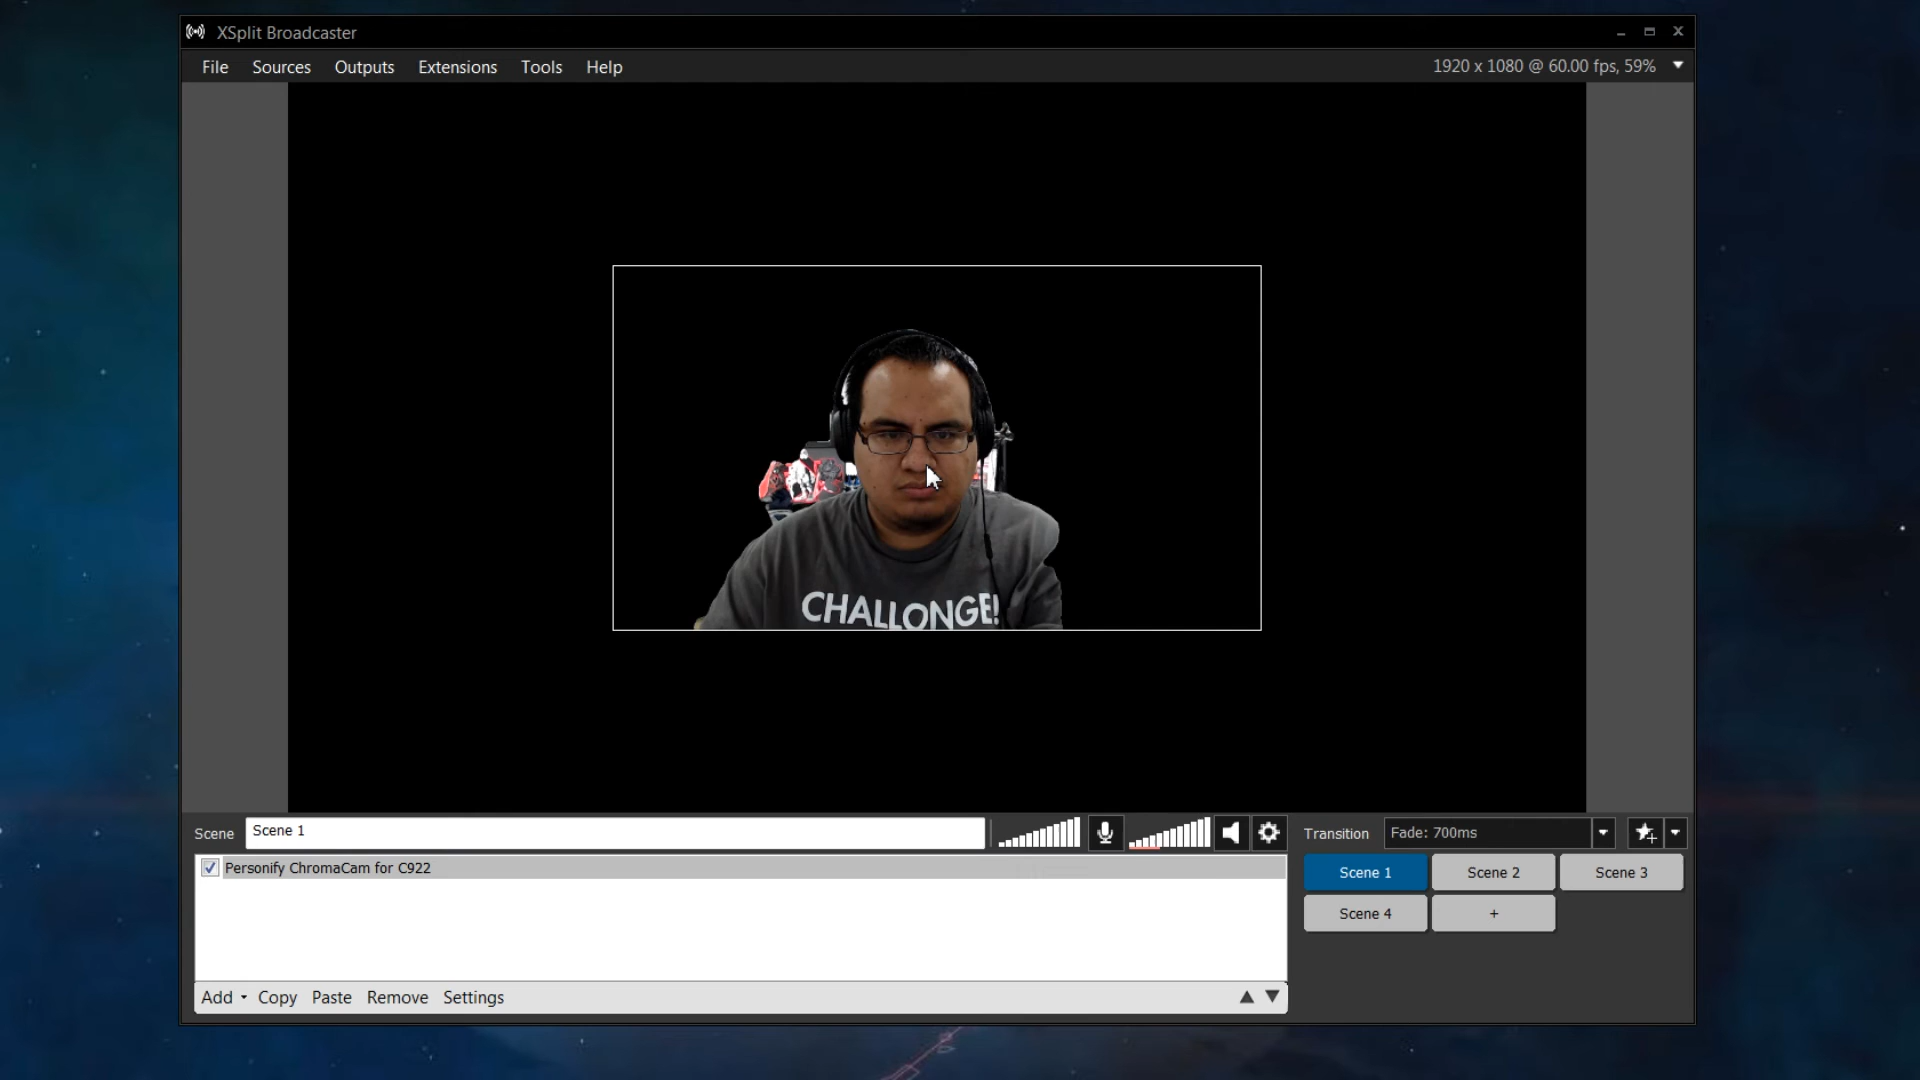 XSplit Broadcaster
File Sources Outputs Extensions Tools Help 1920 x 1080 @ 60.00 fps, 59%
CHALLONGE!
Scene Scene 1 Transition Fade: 700ms
Personify ChromaCam for C922
Scene 1 Scene 2 Scene 3
Scene 4 +
Add Copy Paste Remove Settings